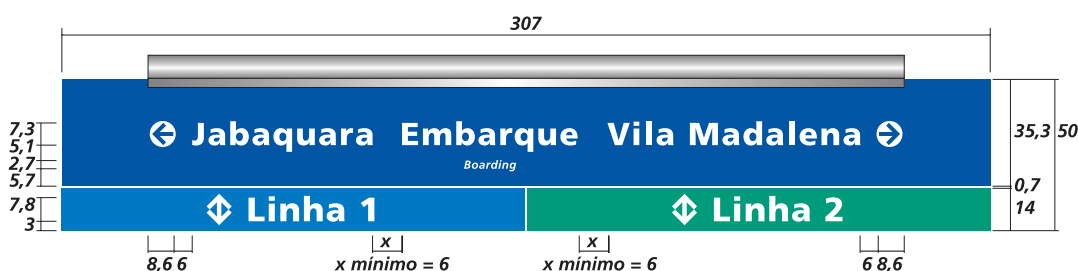 307
Jabaquara Embarque Vila Madalena
Boarding
Linha 1 Linha 2
7,3
5,1
2,7
5,7
7,8
3
35,3 50
0,7
14
8,6 6
x
x mínimo = 6
x
x mínimo = 6
6 8,6